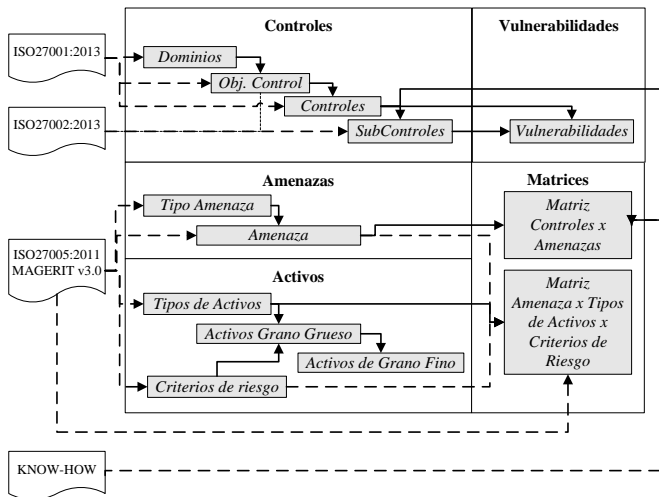 Controles
Vulnerabilidades
ISO27001:2013
Dominios
Obj. Control
Controles
ISO27002:2013
SubControles
Vulnerabilidades
Amenazas
Matrices
Tipo Amenaza
Amenaza
Matriz
Controles x
Amenazas
ISO27005:2011
MAGERIT v3.0
Activos
Tipos de Activos
Activos Grano Grueso
Activos de Grano Fino
Criterios de riesgo
Matriz
Amenaza x Tipos
de Activos x
Criterios de
Riesgo
KNOW-HOW